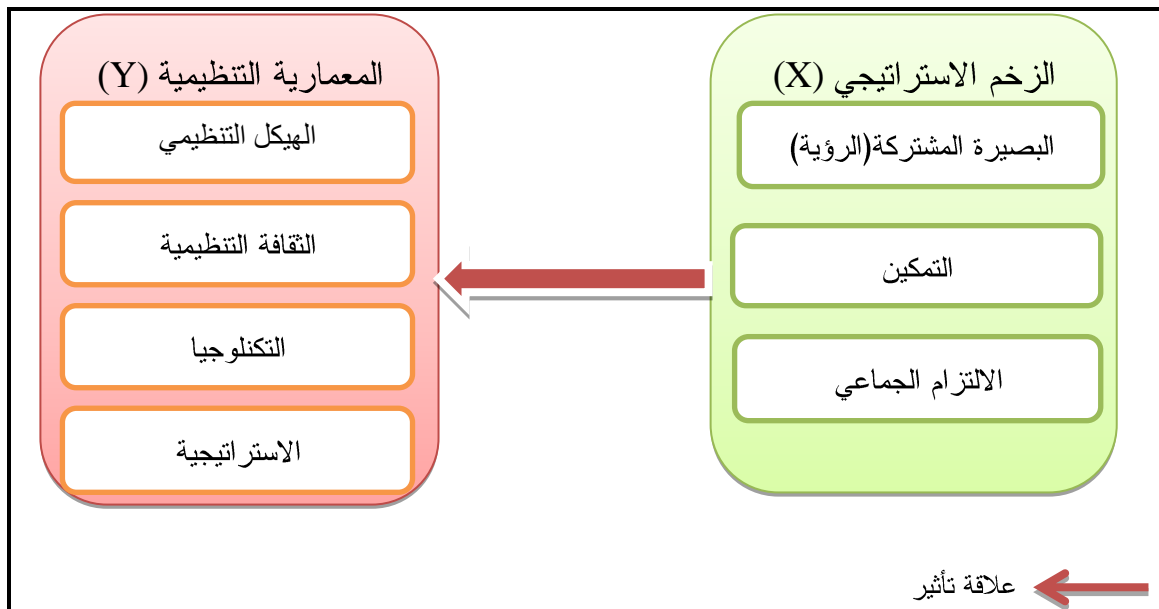 الزخم الاستراتيجي (X)
البصيرة المشتركة(الرؤية)
التمكين
الالتزام الجماعي
المعمارية التنظيمية (Y)
الهيكل التنظيمي
الثقافة التنظيمية
التكنلوجيا
الاستراتيجية
علاقة تأثير